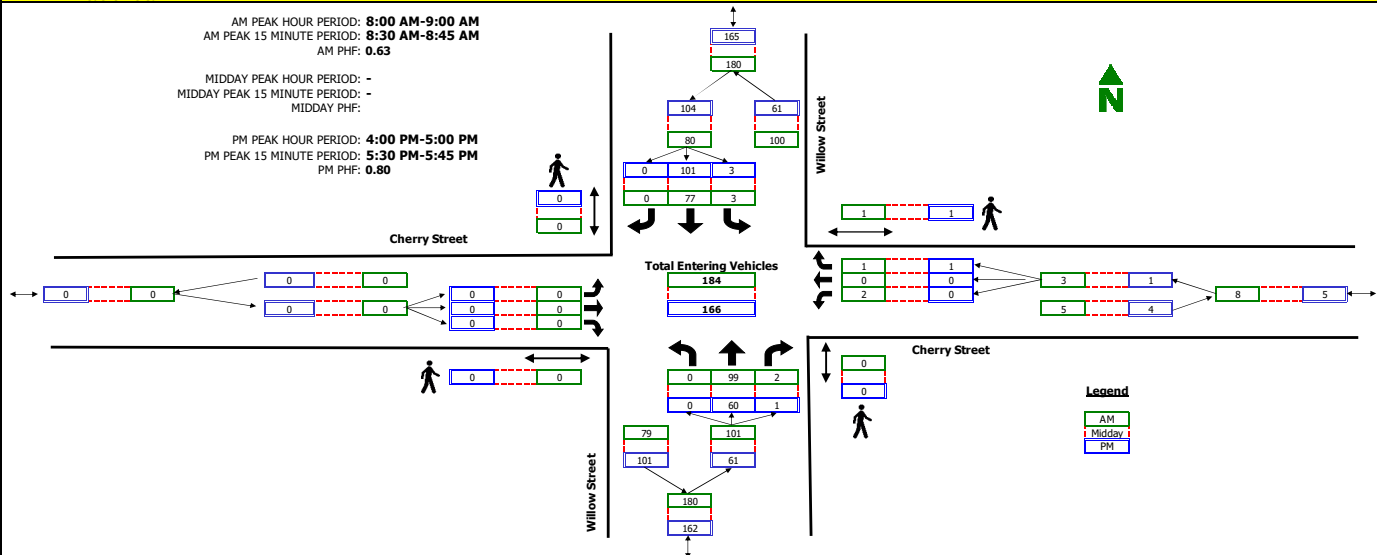 AM PEAK HOUR PERIOD: 8:00 AM-9:00 AM
AM PEAK 15 MINUTE PERIOD: 8:30 AM-8:45 AM
AM PHF: 0.63
MIDDAY PEAK HOUR PERIOD: -
MIDDAY PEAK 15 MINUTE PERIOD: -
MIDDAY PHF:
PM PEAK HOUR PERIOD: 4:00 PM-5:00 PM
PM PEAK 15 MINUTE PERIOD: 5:30 PM-5:45 PM
PM PHF: 0.80
165
180
104 61
80 100
0 101 3
0 77 3
Willow Street
N
0
0
Cherry Street
1 1
Total Entering Vehicles
184
166
0 0
0 0
0 0
0 0
0 0
0 0
1 1
0 0
2 0
3 1
5 4
8 5
0 0
Cherry Street
0
0
0 99 2
0 60 1
79 101
101 61
180
162
Willow Street
Legend
AM
Midday
PM